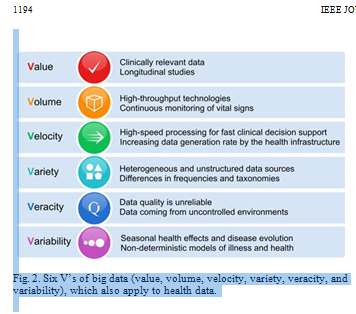 1194
IEEE JO
Value
Clinically relevant data
Longitudinal studies
Volume
High-throughput technologies
Continuous monitoring of vital signs
Velocity
High-speed processing for fast clinical decision support
Increasing data generation rate by the health infrastructure
Variety
Heterogeneous and unstructured data sources
Differences in frequencies and taxonomies
Veracity
Q
Data quality is unreliable
Data coming from uncontrolled environments
Variability
Seasonal health effects and disease evolution
Non-deterministic models of illness and health
Fig. 2. Six V's of big data (value, volume, velocity, variety, veracity, and
variability), which also apply to health data.